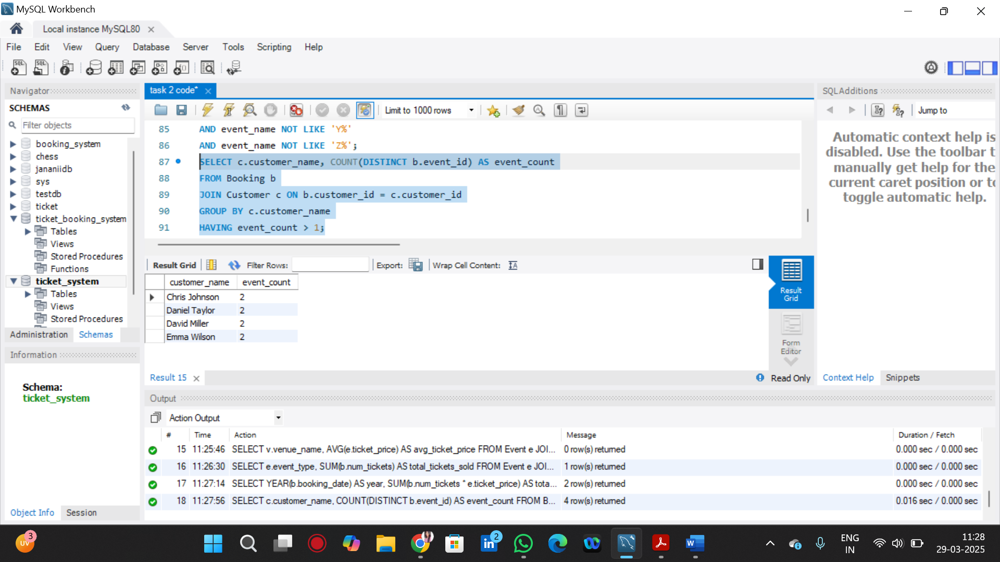 MySQL Workbench
Local instance MySQL80
File Edit View Query Database Server Tools Scripting Help
Navigator
SCHEMAS
Filter objects
booking_system
chess
jananiidb
sys
testdb
ticket
ticket_booking_system
Tables
Views
Stored Procedures
Functions
ticket_system
Tables
Views
Stored Procedures
Administration Schemas
Information
Schema:
ticket_system
Object Info Session
task 2 code*
Limit to 1000 rows
85 AND event_name NOT LIKE 'Y%'
86 AND event_name NOT LIKE 'Z%';
87 SELECT c.customer_name, COUNT(DISTINCT b.event_id) AS event_count
88 FROM Booking b
89 JOIN Customer c ON b.customer_id = c.customer_id
90 GROUP BY c.customer_name
91 HAVING event_count > 1;
Result Grid Filter Rows: Export: Wrap Cell Content:
customer_name event_count
Chris Johnson 2
Daniel Taylor 2
David Miller 2
Emma Wilson 2
Result
Grid
Form
Editor
Result 15
Read Only
SQLAdditions
Jump to
Automatic context help is
disabled. Use the toolbar t
manually get help for the
current caret position or to
toggle automatic help.
Context Help Snippets
Output
Action Output
# Time Action Message Duration / Fetch
15 11:25:46 SELECT v.venue_name, AVG(e.ticket_price) AS avg_ticket_price FROM Event e JOI... 0 row(s) returned 0.000 sec / 0.000 sec
16 11:26:30 SELECT e.event_type, SUM(b.num_tickets) AS total_tickets_sold FROM Event e JOI... 1 row(s) returned 0.000 sec / 0.000 sec
17 11:27:14 SELECT YEAR(b.booking_date) AS year, SUM(b.num_tickets * e.ticket_price) AS tota... 2 row(s) returned 0.000 sec / 0.000 sec
18 11:27:56 SELECT c.customer_name, COUNT(DISTINCT b.event_id) AS event_count FROM B... 4 row(s) returned 0.016 sec / 0.000 sec
UV 3
2
ENG
IN
11:28
29-03-2025